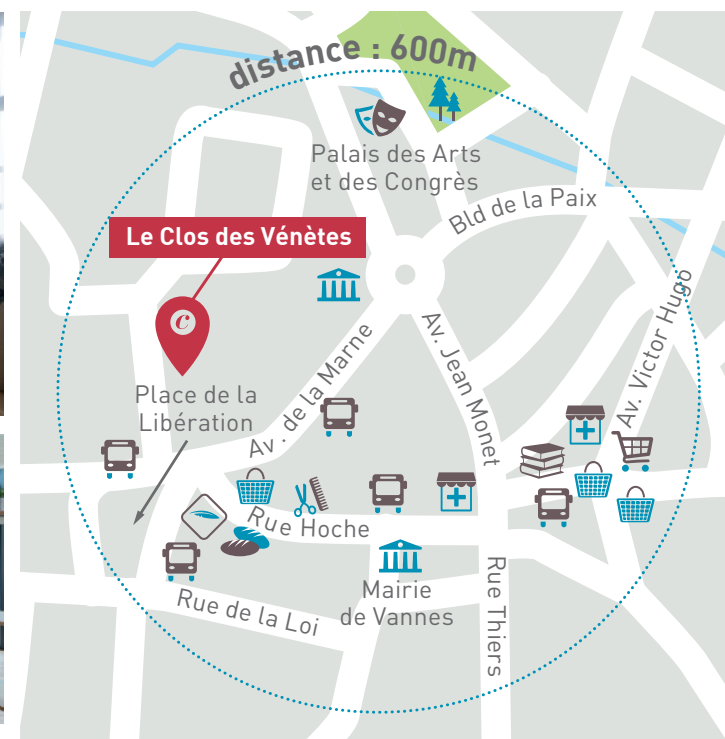 distance : 600m
Palais des Arts
et des Congrès
Bld de la Paix
Le Clos des Vénètes
c
Av. Victor Hugo
Av. Jean Monet
Av . de la Marne
Place de la
Libération
Rue Hoche
Mairie
de Vannes
Rue de la Loi
Rue Thiers